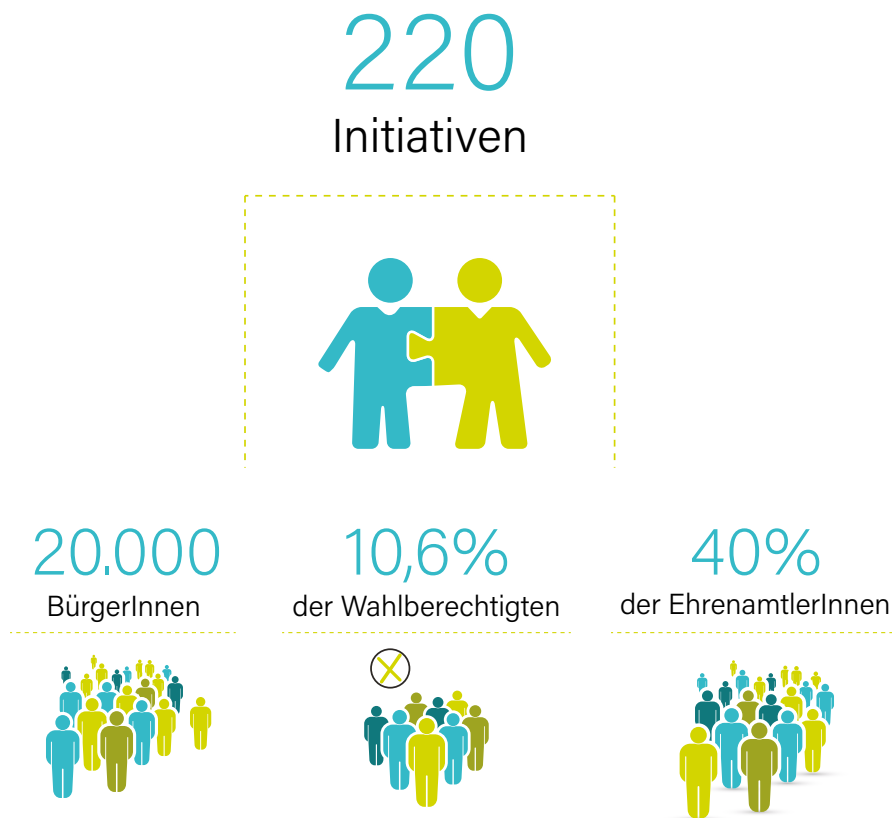 220
Initiativen
20.000
BürgerInnen
10,6%
der Wahlberechtigten
40%
der EhrenamtlerInnen